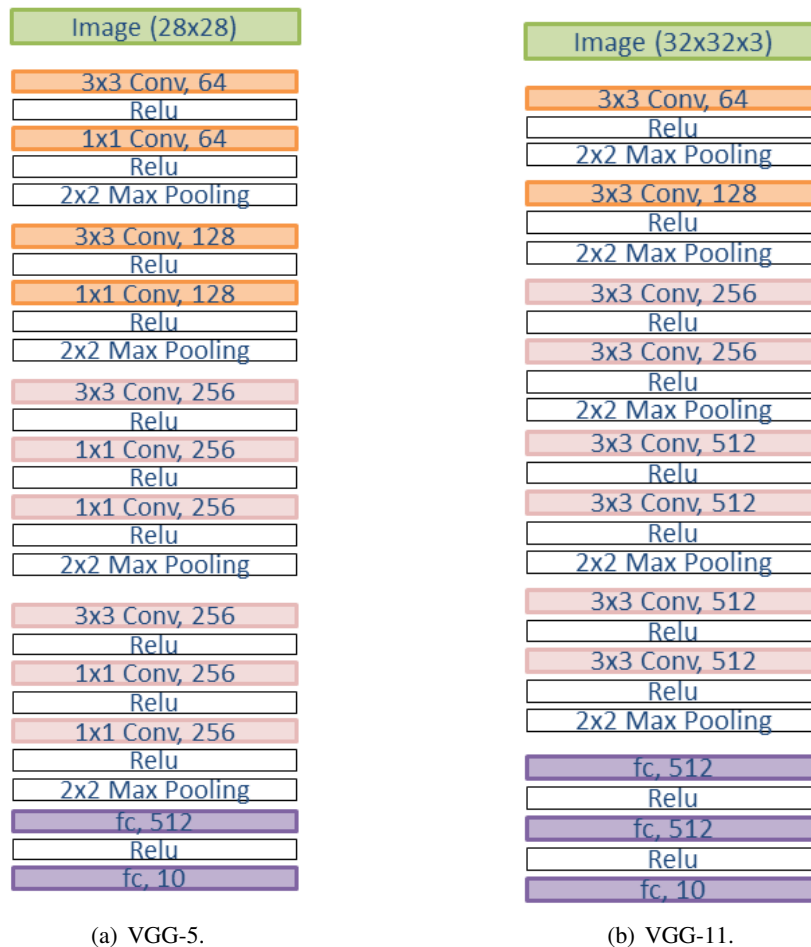 Image (28x28)
3x3 Conv, 64
Relu
1x1 Conv, 64
Relu
2x2 Max Pooling
3x3 Conv, 128
Relu
1x1 Conv, 128
Relu
2x2 Max Pooling
3x3 Conv, 256
Relu
1x1 Conv, 256
Relu
1x1 Conv, 256
Relu
2x2 Max Pooling
3x3 Conv, 256
Relu
1x1 Conv, 256
Relu
1x1 Conv, 256
Relu
2x2 Max Pooling
fc, 512
Relu
fc, 10
(a) VGG-5.
Image (32x32x3)
3x3 Conv, 64
Relu
2x2 Max Pooling
3x3 Conv, 128
Relu
2x2 Max Pooling
3x3 Conv, 256
Relu
3x3 Conv, 256
Relu
2x2 Max Pooling
3x3 Conv, 512
Relu
3x3 Conv, 512
Relu
2x2 Max Pooling
3x3 Conv, 512
Relu
3x3 Conv, 512
Relu
2x2 Max Pooling
fc, 512
Relu
fc, 512
Relu
fc, 10
(b) VGG-11.